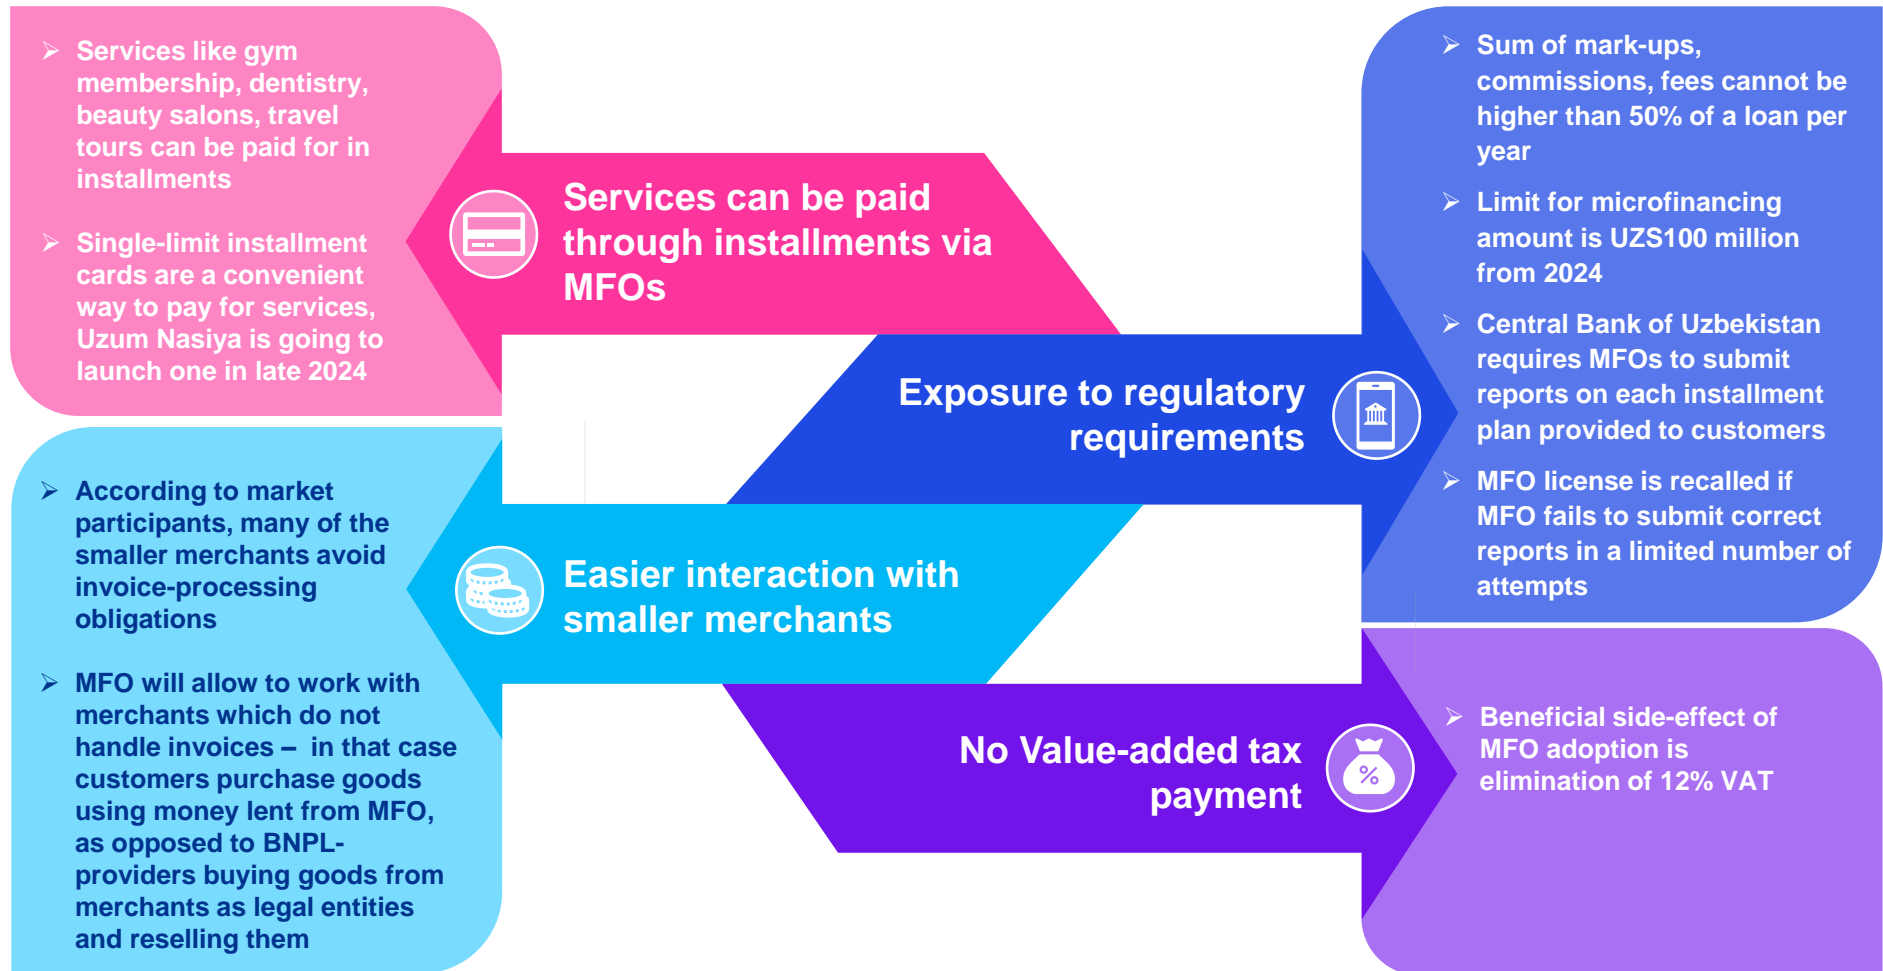 ➢ Services like gym
membership, dentistry,
beauty salons, travel
tours can be paid for in
installments
➢ Single-limit installment
cards are a convenient
way to pay for services,
Uzum Nasiya is going to
launch one in late 2024
Services can be paid
through installments via
MFOs
➢ Sum of mark-ups,
commissions, fees cannot be
higher than 50% of a loan per
year
➢ Limit for microfinancing
amount is UZS100 million
from 2024
➢ Central Bank of Uzbekistan
requires MFOs to submit
reports on each installment
plan provided to customers
➢ MFO license is recalled if
MFO fails to submit correct
reports in a limited number of
attempts
Exposure to regulatory
requirements
➢ According to market
participants, many of the
smaller merchants avoid
invoice-processing
obligations
➢ MFO will allow to work with
merchants which do not
handle invoices – in that case
customers purchase goods
using money lent from MFO,
as opposed to BNPL-
providers buying goods from
merchants as legal entities
and reselling them
Easier interaction with
smaller merchants
No Value-added tax
payment
%
➢ Beneficial side-effect of
MFO adoption is
elimination of 12% VAT